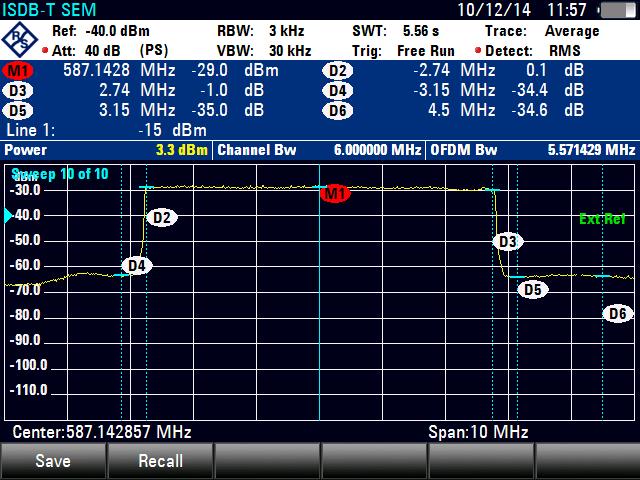 ISDB-T SEM 10/12/14 11:57
Ref: -40.0 dBm RBW: 3 kHz SWT: 5.56 s Trace: Average
Att: 40 dB (PS) VBW: 30 kHz Trig: Free Run Detect: RMS
M1 587.1428 MHz -29.0 dBm D2 -2.74 MHz 0.1 dB
D3 2.74 MHz -1.0 dB D4 -3.15 MHz -34.4 dB
D5 3.15 MHz -35.0 dB D6 4.5 MHz -34.6 dB
Line 1: -15 dBm
Power 3.3 dBm Channel Bw 6.000000 MHz OFDM Bw 5.571429 MHz
Sweep 10 of 10
dBm
-30.0
M1
-40.0
D2
Ext Ref
-50.0
D3
-60.0
D4
-70.0
D5
-80.0
D6
-90.0
-100.0
-110.0
Center:587.142857 MHz Span:10 MHz
Save Recall